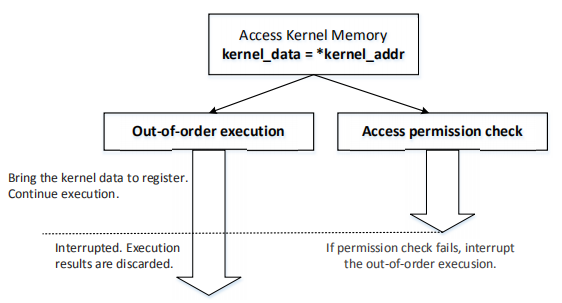 Access Kernel Memory
kernel_data = *kernel_addr
Out-of-order execution
Access permission check
Bring the kernel data to register.
Continue execution.
Interrupted. Execution
results are discarded.
If permission check fails, interrupt
the out-of-order execusion.